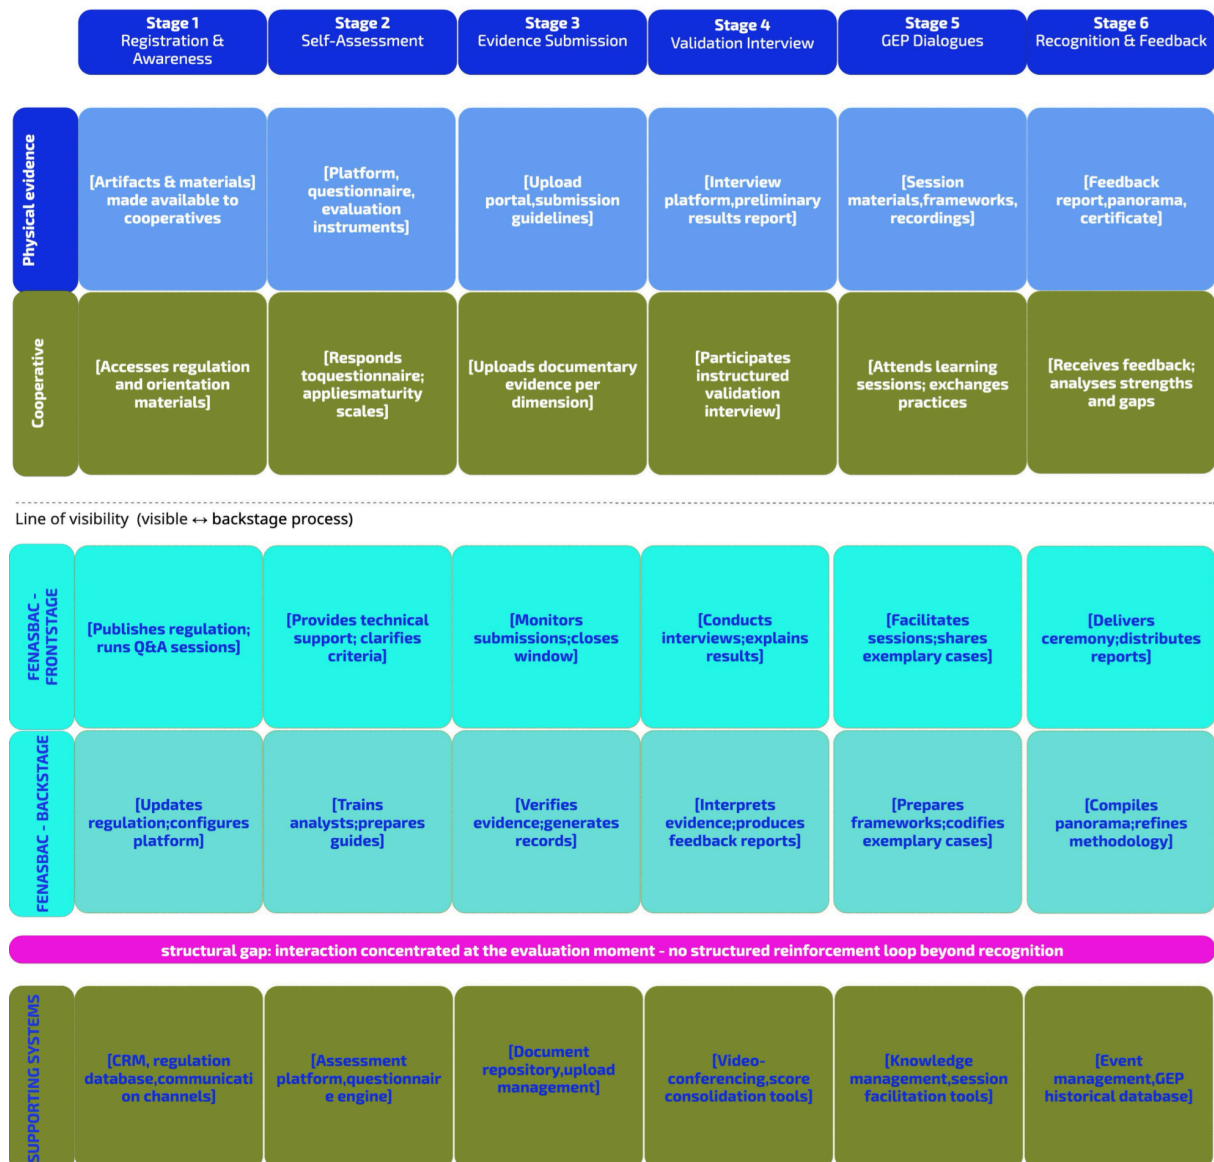 Stage 1
Registration &
Awareness
Stage 2
Self-Assessment
Stage 3
Evidence Submission
Stage 4
Validation Interview
Stage 5
GEP Dialogues
Stage 6
Recognition & Feedback
Physical evidence
[Artifacts & materials]
made available to
cooperatives
[Platform,
questionnaire,
evaluation
instruments]
[Upload
portal,submission
guidelines]
[Interview
platform,preliminary
results report]
[Session
materials,frameworks,
recordings]
[Feedback
report,panorama,
certificate]
Cooperative
[Accesses regulation
and orientation
materials]
[Responds
toquestionnaire;
appliesmaturity
scales]
[Uploads documentary
evidence per
dimension]
[Participates
instructured
validation
interview]
[Attends learning
sessions; exchanges
practices
[Receives feedback;
analyses strengths
and gaps
Line of visibility (visible ↔ backstage process)
FENASBAC -
FRONTSTAGE
[Publishes regulation;
runs Q&A sessions]
[Provides technical
support; clarifies
criteria]
[Monitors
submissions;closes
window]
[Conducts
interviews;explains
results]
[Facilitates
sessions;shares
exemplary cases]
[Delivers
ceremony;distributes
reports]
FENASBAC - BACKSTAGE
[Updates
regulation;configures
platform]
[Trains
analysts;prepares
guides]
[Verifies
evidence;generates
records]
[Interprets
evidence;produces
feedback reports]
[Prepares
frameworks;codifies
exemplary cases]
[Compiles
panorama;refines
methodology]
structural gap: interaction concentrated at the evaluation moment - no structured reinforcement loop beyond recognition
SUPPORTING SYSTEMS
[CRM, regulation
database,communicati
on channels]
[Assessment
platform,questionnair
e engine]
[Document
repository,upload
management]
[Video-
conferencing,score
consolidation tools]
[Knowledge
management,session
facilitation tools]
[Event
management,GEP
historical database]